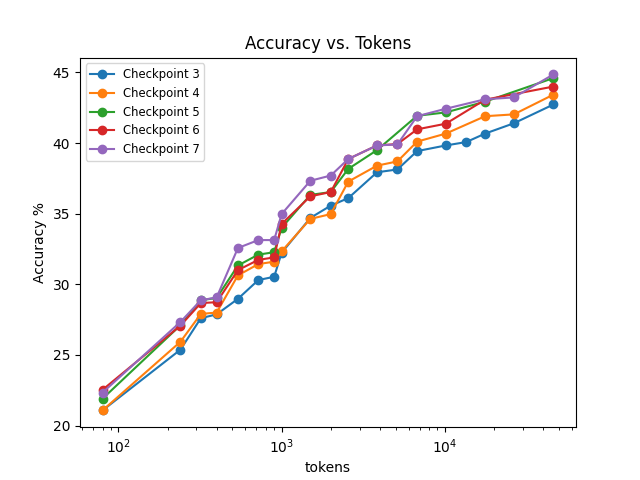 Accuracy vs. Tokens
45
40
35
30
25
20
Accuracy %
Checkpoint 3
Checkpoint 4
Checkpoint 5
Checkpoint 6
Checkpoint 7
10²
10³
10⁴
tokens